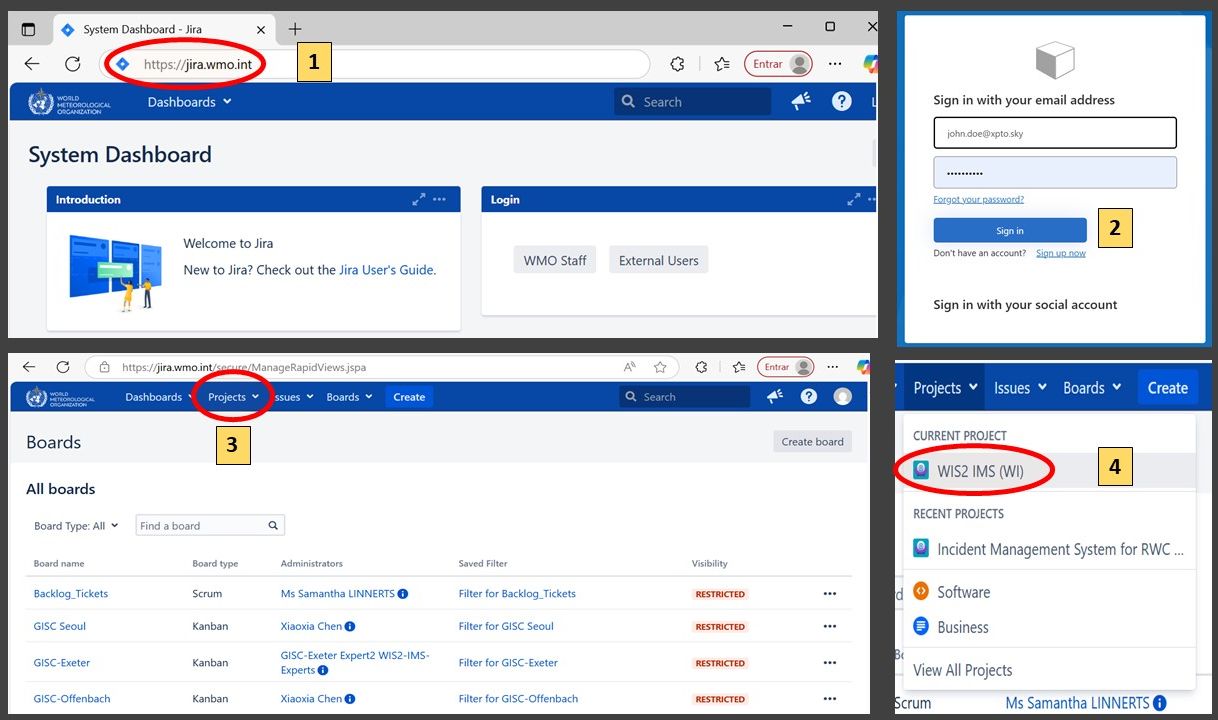 System Dashboard - Jira
https://jira.wmo.int
1
Entrar
WORLD
METEOROLOGICAL
ORGANIZATION
Dashboards
Search
System Dashboard
Introduction
Welcome to Jira
New to Jira? Check out the Jira User's Guide.
Login
WMO Staff
External Users
Sign in with your email address
john.doe@xpto.sky
Forgot your password?
Sign in
2
Don't have an account? Sign up now
Sign in with your social account
https://jira.wmo.int/secure/ManageRapidViews.jspa
Entrar
WORLD
METEOROLOGICAL
ORGANIZATION
Dashboards Projects ssues Boards Create
Search
3
Boards
Create board
All boards
Board Type: All
Find a board
Board name Board type Administrators Saved Filter Visibility
Backlog_Tickets Scrum Ms Samantha LINNERTS Filter for Backlog_Tickets RESTRICTED
GISC Seoul Kanban Xiaoxia Chen Filter for GISC Seoul RESTRICTED
GISC-Exeter Kanban GISC-Exeter Expert2 WIS2-IMS-
Experts Filter for GISC-Exeter RESTRICTED
GISC-Offenbach Kanban Xiaoxia Chen Filter for GISC-Offenbach RESTRICTED
Projects Issues Boards Create
CURRENT PROJECT
WIS2 IMS (WI)
4
RECENT PROJECTS
Incident Management System for RWC ...
Software
Business
View All Projects
Scrum Ms Samantha LINNERTS